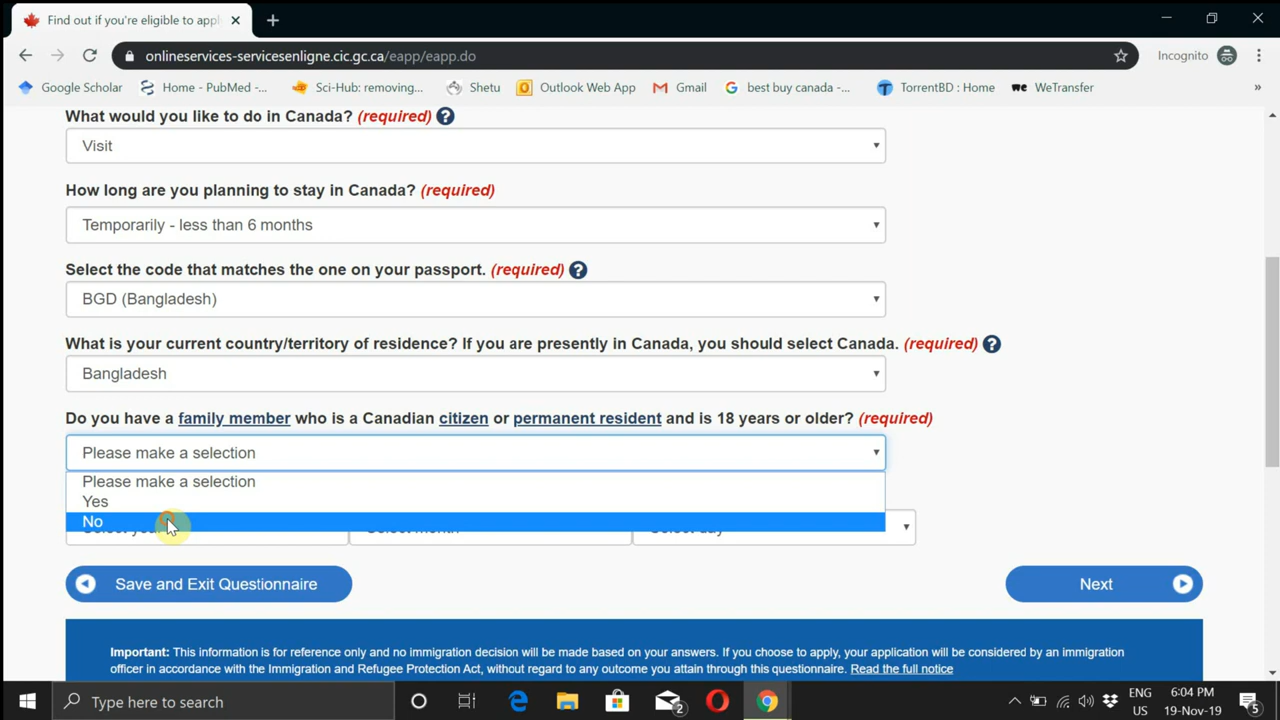 Find out if you're eligible to appl
onlineservices-servicesenligne.cic.gc.ca/eapp/eapp.do
Incognito
Google Scholar
Home - PubMed -...
Sci-Hub: removing...
Shetu
Outlook Web App
Gmail
best buy canada -...
TorrentBD : Home
WeTransfer
»
What would you like to do in Canada? (required) ?
Visit
How long are you planning to stay in Canada? (required)
Temporarily - less than 6 months
Select the code that matches the one on your passport. (required) ?
BGD (Bangladesh)
What is your current country/territory of residence? If you are presently in Canada, you should select Canada. (required) ?
Bangladesh
Do you have a family member who is a Canadian citizen or permanent resident and is 18 years or older? (required)
Please make a selection
Please make a selection
Yes
No
Save and Exit Questionnaire
Next
Important: This information is for reference only and no immigration decision will be made based on your answers. If you choose to apply, your application will be considered by an immigration
officer in accordance with the Immigration and Refugee Protection Act, without regard to any outcome you attain through this questionnaire. Read the full notice
Type here to search
2
ENG
US
6:04 PM
19-Nov-19
5